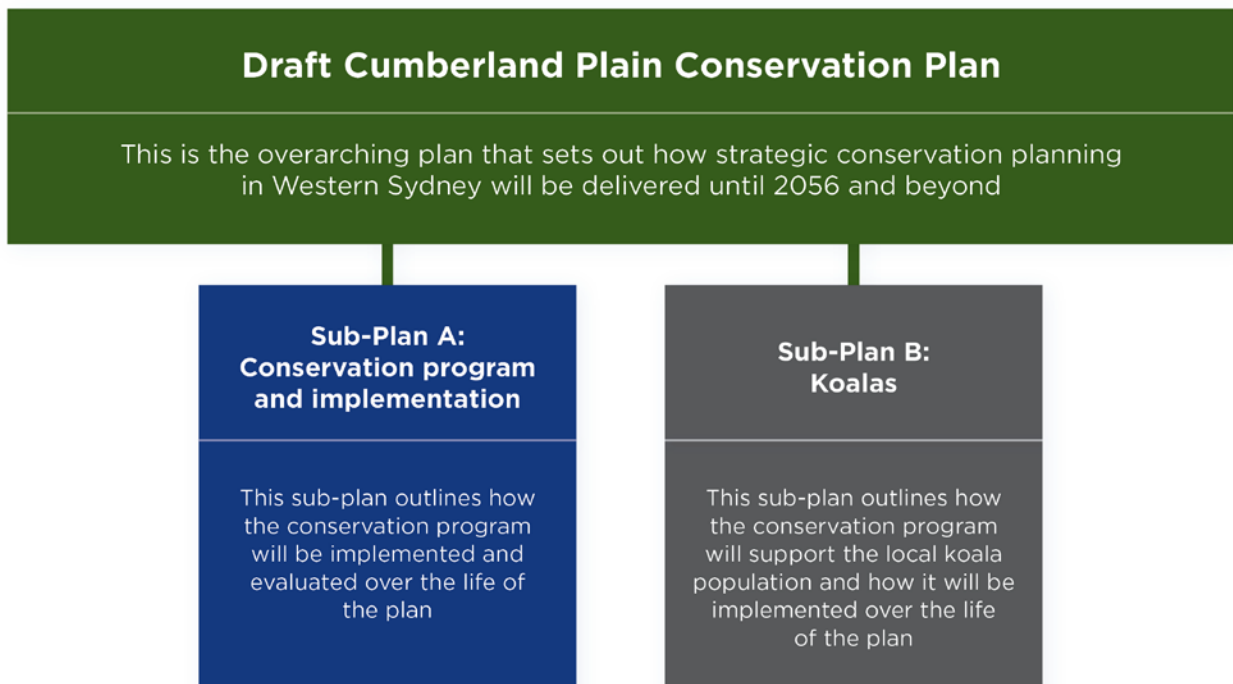 Draft Cumberland Plain Conservation Plan
This is the overarching plan that sets out how strategic conservation planning
in Western Sydney will be delivered until 2056 and beyond
Sub-Plan A:
Conservation program
and implementation
This sub-plan outlines how
the conservation program
will be implemented and
evaluated over the life of
the plan
Sub-Plan B:
Koalas
This sub-plan outlines how
the conservation program
will support the local koala
population and how it will be
implemented over the life
of the plan